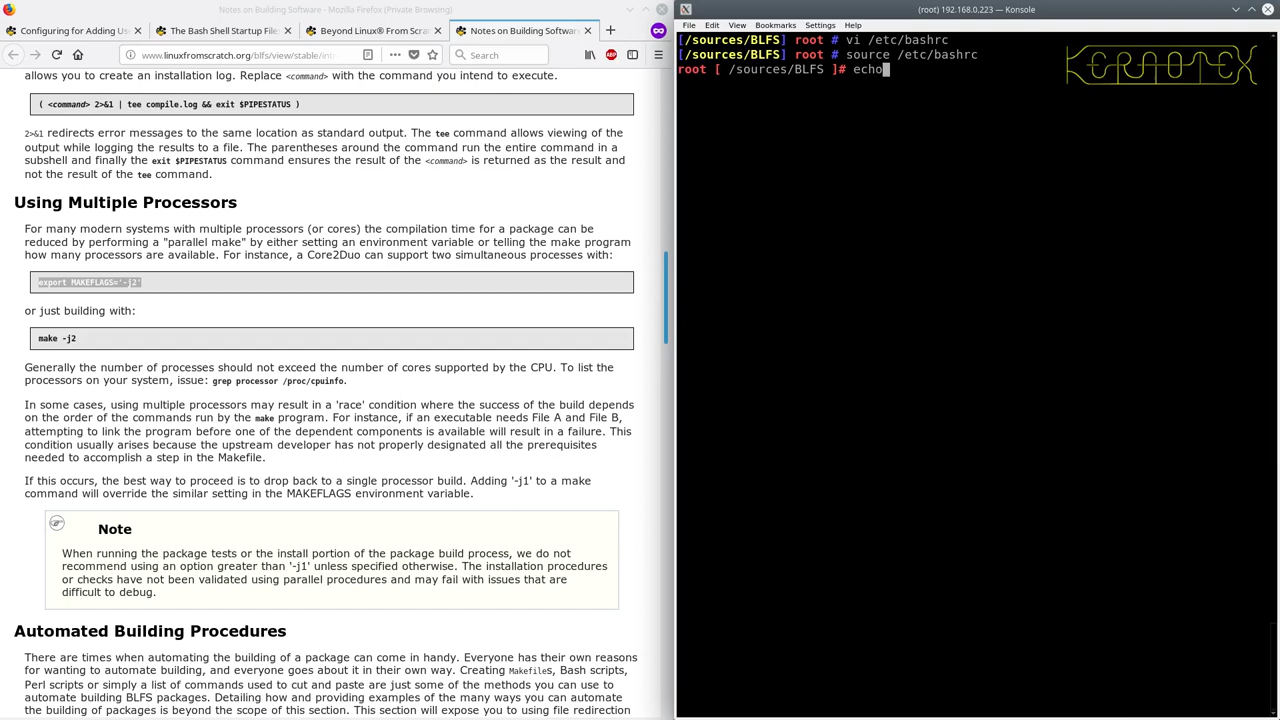 Notes on Building Software - Mozilla Firefox (Private Browsing)
Configuring for Adding Us
The Bash Shell Startup File
Beyond Linux® From Scra
Notes on Building Softwar
www.linuxfromscratch.org/blfs/view/stable/int
Search
allows you to create an installation log. Replace <command> with the command you intend to execute.
( <command> 2>&1 | tee compile.log && exit $PIPESTATUS )
2>&1 redirects error messages to the same location as standard output. The tee command allows viewing of the
output while logging the results to a file. The parentheses around the command run the entire command in a
subshell and finally the exit $PIPESTATUS command ensures the result of the <command> is returned as the result and
not the result of the tee command.
Using Multiple Processors
For many modern systems with multiple processors (or cores) the compilation time for a package can be
reduced by performing a "parallel make" by either setting an environment variable or telling the make program
how many processors are available. For instance, a Core2Duo can support two simultaneous processes with:
export MAKEFLAGS='-j2'
or just building with:
make -j2
Generally the number of processes should not exceed the number of cores supported by the CPU. To list the
processors on your system, issue: grep processor /proc/cpuinfo.
In some cases, using multiple processors may result in a 'race' condition where the success of the build depends
on the order of the commands run by the make program. For instance, if an executable needs File A and File B,
attempting to link the program before one of the dependent components is available will result in a failure. This
condition usually arises because the upstream developer has not properly designated all the prerequisites
needed to accomplish a step in the Makefile.
If this occurs, the best way to proceed is to drop back to a single processor build. Adding '-j1' to a make
command will override the similar setting in the MAKEFLAGS environment variable.
Note
When running the package tests or the install portion of the package build process, we do not
recommend using an option greater than '-j1' unless specified otherwise. The installation procedures
or checks have not been validated using parallel procedures and may fail with issues that are
difficult to debug.
Automated Building Procedures
There are times when automating the building of a package can come in handy. Everyone has their own reasons
for wanting to automate building, and everyone goes about it in their own way. Creating Makefiles, Bash scripts,
Perl scripts or simply a list of commands used to cut and paste are just some of the methods you can use to
automate building BLFS packages. Detailing how and providing examples of the many ways you can automate
the building of packages is beyond the scope of this section. This section will expose you to using file redirection
(root) 192.168.0.223 — Konsole
File Edit View Bookmarks Settings Help
[/sources/BLFS] root # vi /etc/bashrc
[/sources/BLFS] root # source /etc/bashrc
root [ /sources/BLFS ]# echo